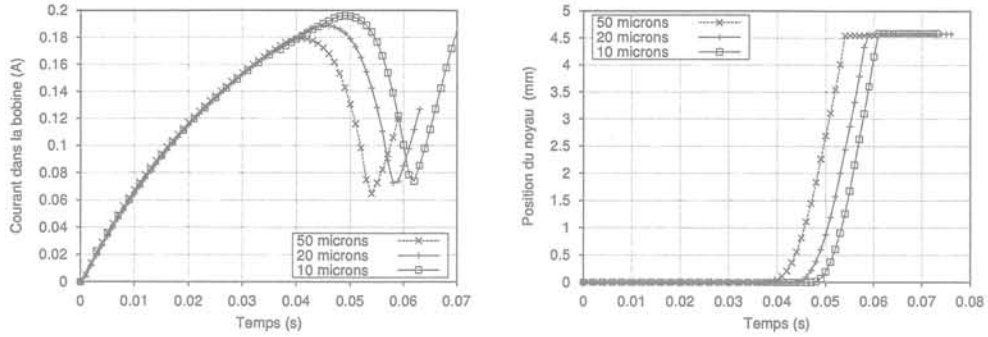 0.2
0.18
0.16
0.14
0.12
0.1
0.08
0.06
0.04
0.02
0
Courant dans la bobine (A)
50 microns
20 microns
10 microns
0 0.01 0.02 0.03 0.04 0.05 0.06 0.07
Temps (s)
5
4.5
4
3.5
3
2.5
2
1.5
1
0.5
0
Position du noyau (mm)
50 microns
20 microns
10 microns
0 0.01 0.02 0.03 0.04 0.05 0.06 0.07 0.08
Temps (s)